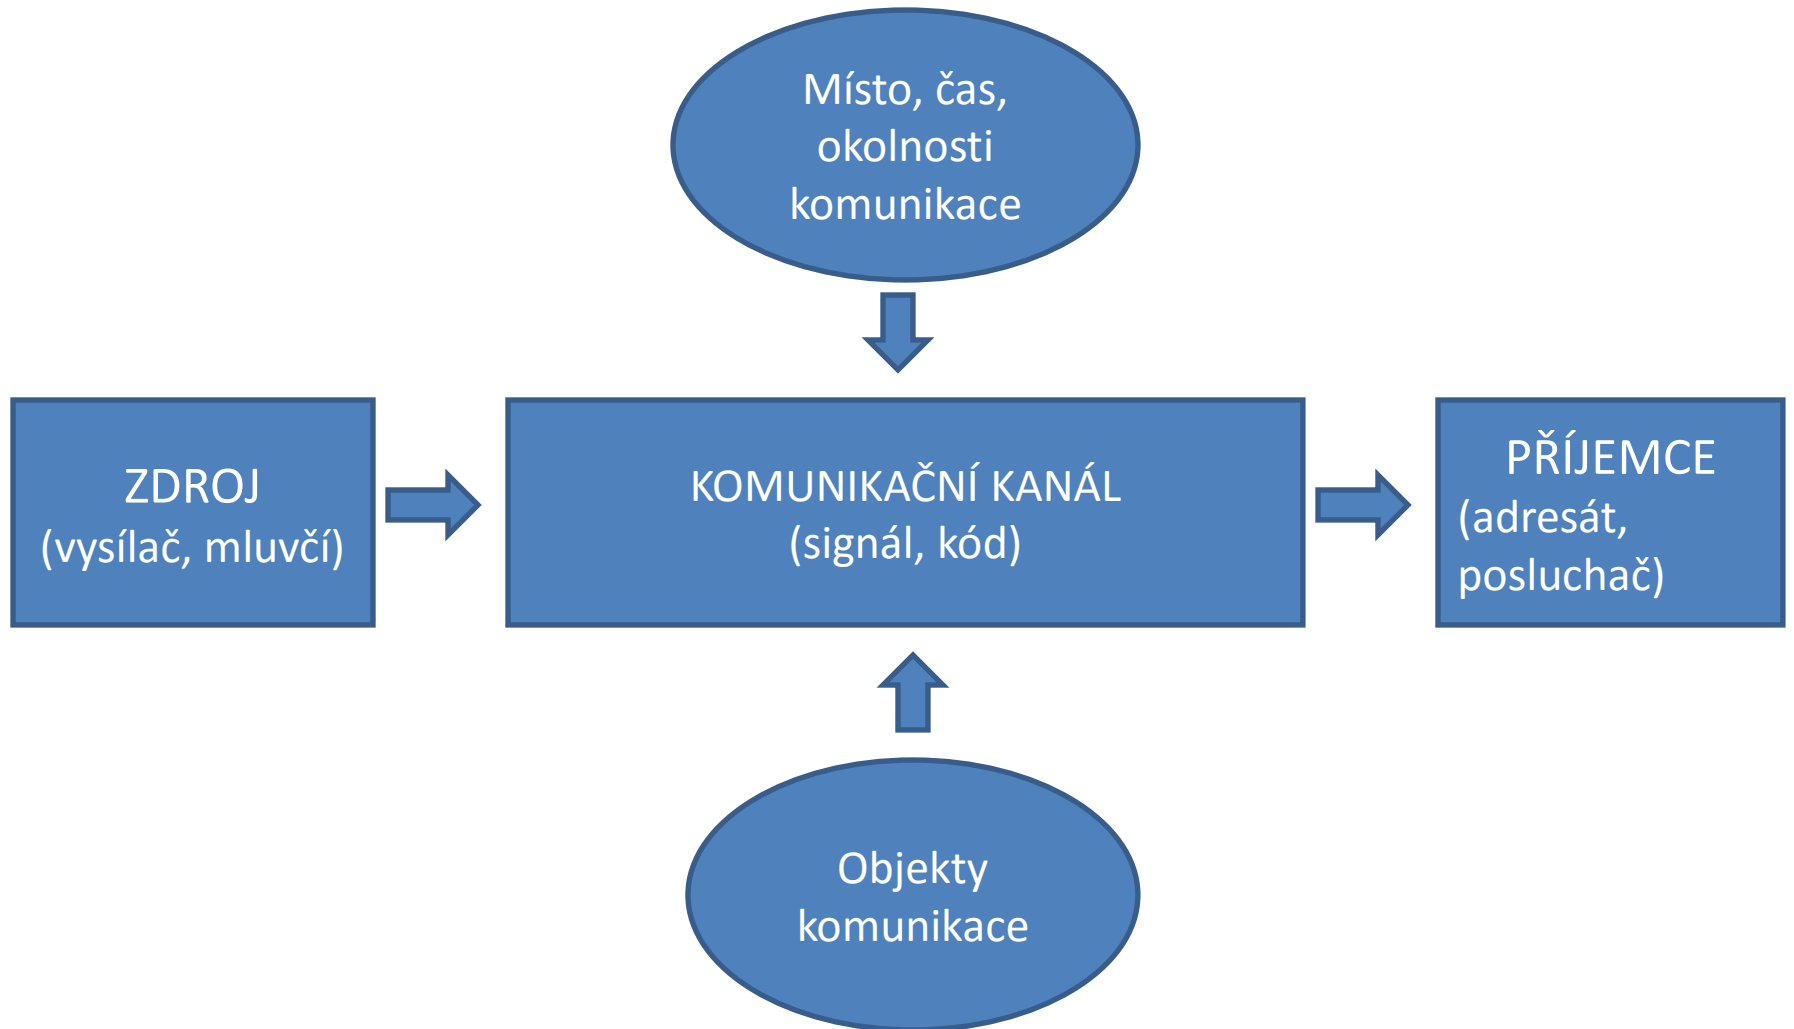 Místo, čas,
okolnosti
komunikace
ZDROJ
(vysílač, mluvčí)
KOMUNIKAČNÍ KANÁL
(signál, kód)
PŘÍJEMCE
(adresát,
posluchač)
Objekty
komunikace